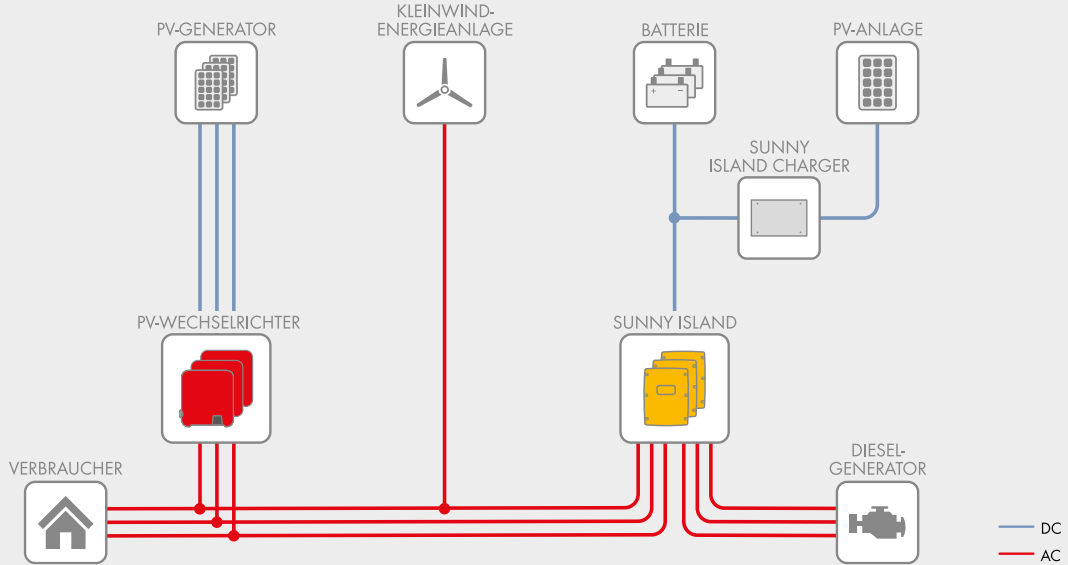 PV-GENERATOR
KLEINWIND-
ENERGIEANLAGE
BATTERIE
PV-ANLAGE
SUNNY
ISLAND CHARGER
PV-WECHSELRICHTER
SUNNY ISLAND
VERBRAUCHER
DIESEL-
GENERATOR
DC
AC